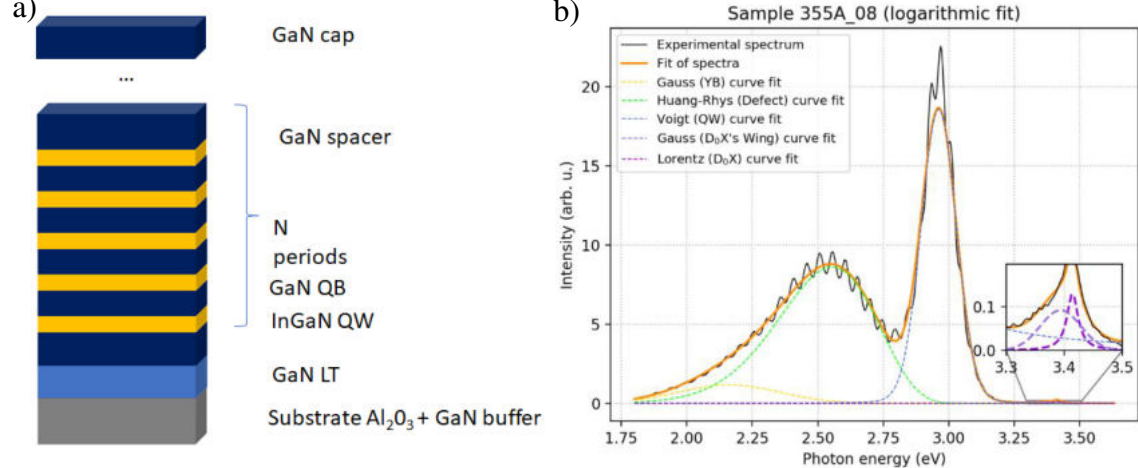 a)
GaN cap
...
GaN spacer
N
periods
GaN QB
InGaN QW
GaN LT
Substrate Al₂O₃ + GaN buffer
b)
Sample 355A_08 (logarithmic fit)
Experimental spectrum
Fit of spectra
Gauss (YB) curve fit
Huang-Rhys (Defect) curve fit
Voigt (QW) curve fit
Gauss (D₀X's Wing) curve fit
Lorentz (D₀X) curve fit
Intensity (arb. u.)
20
15
10
5
0
0.1
0.0
3.3 3.4 3.5
1.75 2.00 2.25 2.50 2.75 3.00 3.25 3.50
Photon energy (eV)